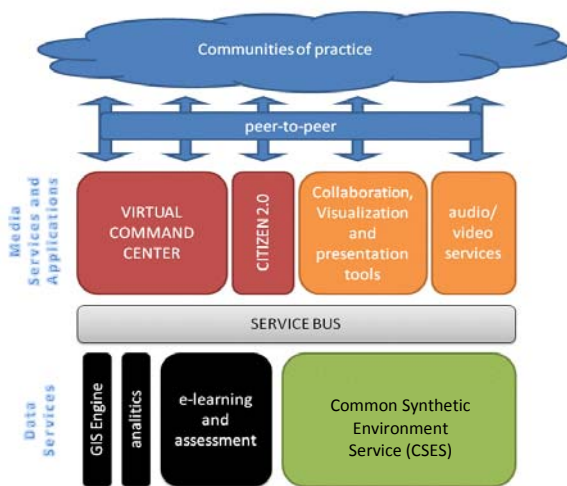 Communities of practice
peer-to-peer
Media
Services and
Applications
VIRTUAL
COMMAND
CENTER
CITIZEN 2.0
Collaboration,
Visualization
and
presentation
tools
audio/
video
services
SERVICE BUS
Data
Services
GIS Engine
analitics
e-learning
and
assessment
Common Synthetic
Environment
Service (CSES)